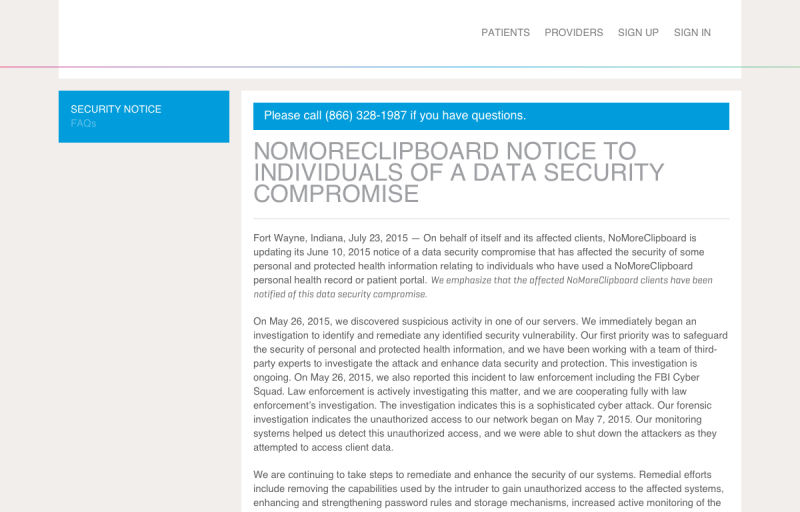 PATIENTS PROVIDERS SIGN UP SIGN IN
SECURITY NOTICE
FAQs
Please call (866) 328-1987 if you have questions.
NOMORECLIPBOARD NOTICE TO
INDIVIDUALS OF A DATA SECURITY
COMPROMISE
Fort Wayne, Indiana, July 23, 2015 — On behalf of itself and its affected clients, NoMoreClipboard is
updating its June 10, 2015 notice of a data security compromise that has affected the security of some
personal and protected health information relating to individuals who have used a NoMoreClipboard
personal health record or patient portal. We emphasize that the affected NoMoreClipboard clients have been
notified of this data security compromise.
On May 26, 2015, we discovered suspicious activity in one of our servers. We immediately began an
investigation to identify and remediate any identified security vulnerability. Our first priority was to safeguard
the security of personal and protected health information, and we have been working with a team of third-
party experts to investigate the attack and enhance data security and protection. This investigation is
ongoing. On May 26, 2015, we also reported this incident to law enforcement including the FBI Cyber
Squad. Law enforcement is actively investigating this matter, and we are cooperating fully with law
enforcement's investigation. The investigation indicates this is a sophisticated cyber attack. Our forensic
investigation indicates the unauthorized access to our network began on May 7, 2015. Our monitoring
systems helped us detect this unauthorized access, and we were able to shut down the attackers as they
attempted to access client data.
We are continuing to take steps to remediate and enhance the security of our systems. Remedial efforts
include removing the capabilities used by the intruder to gain unauthorized access to the affected systems,
enhancing and strengthening password rules and storage mechanisms, increased active monitoring of the